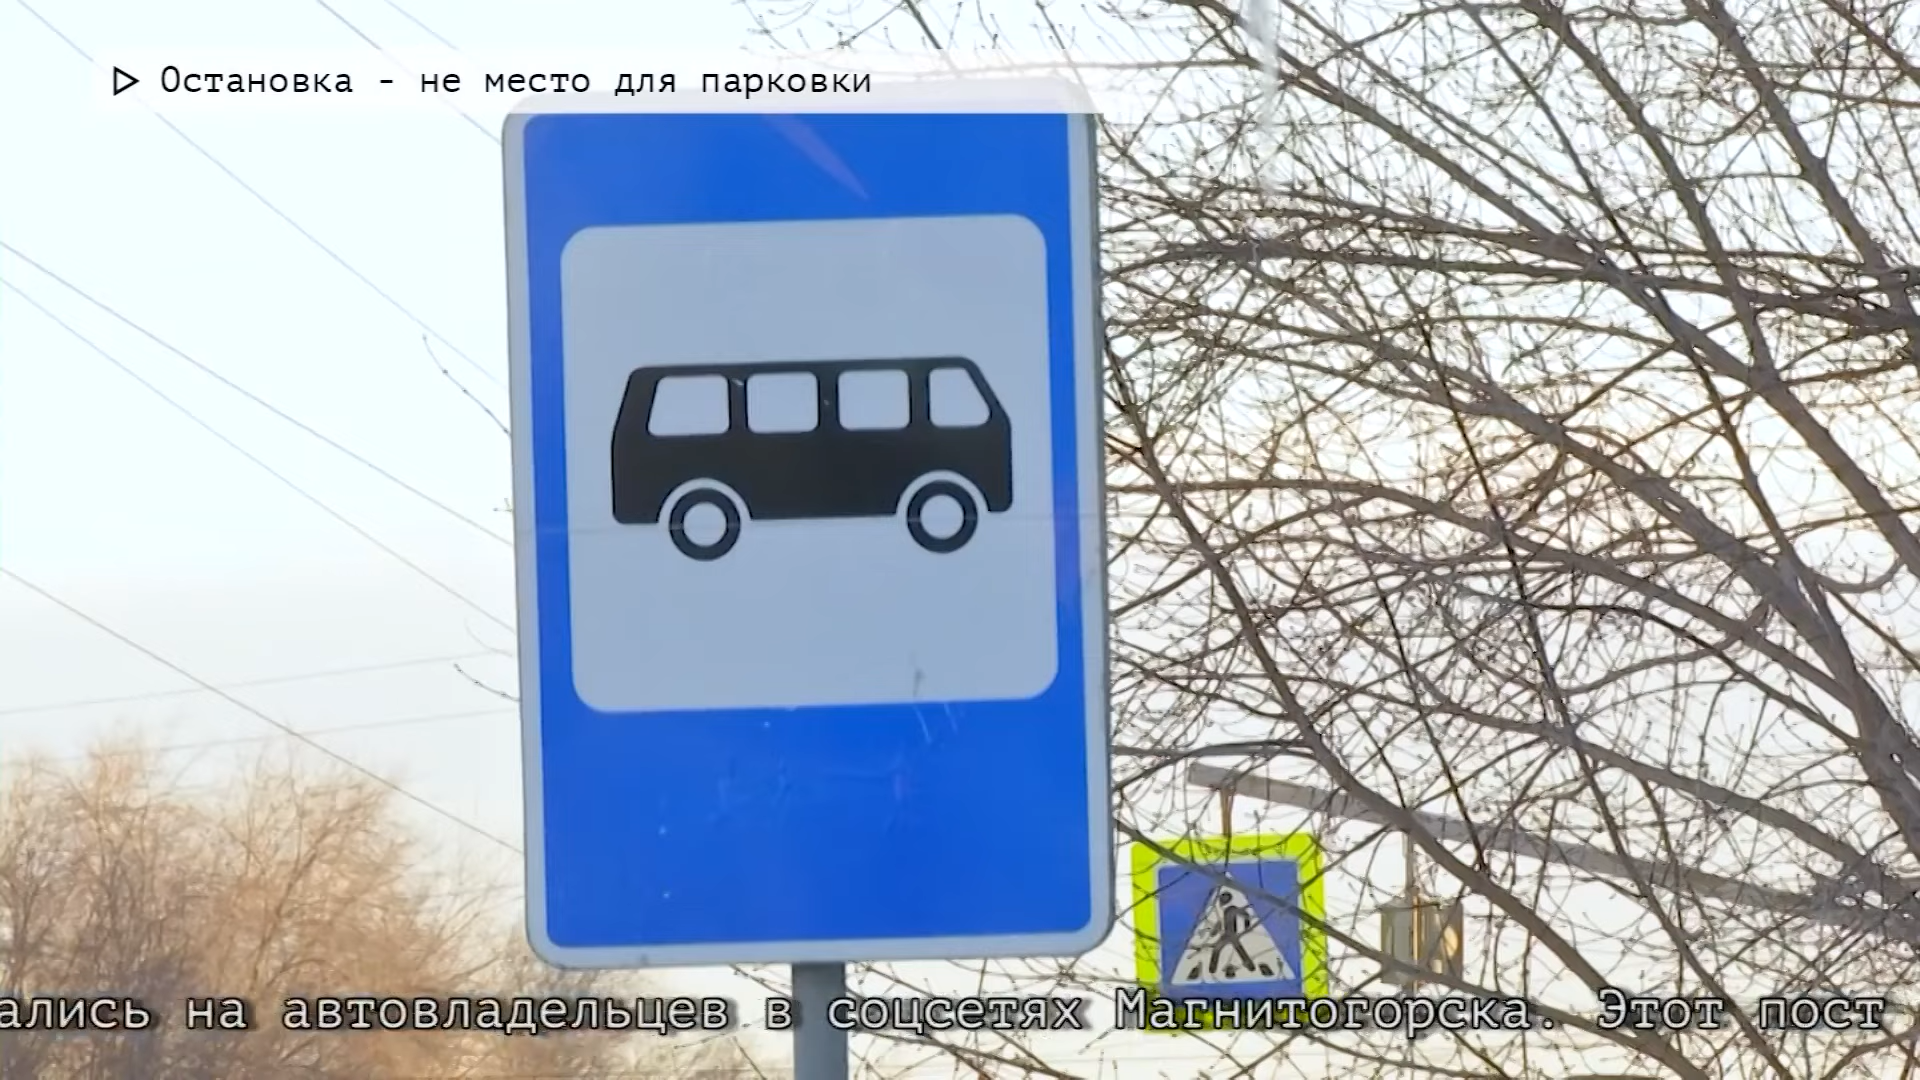 Остановка - не место для парковки
ались на автовладельцев в соцсетях Магнитогорска. Этот пост